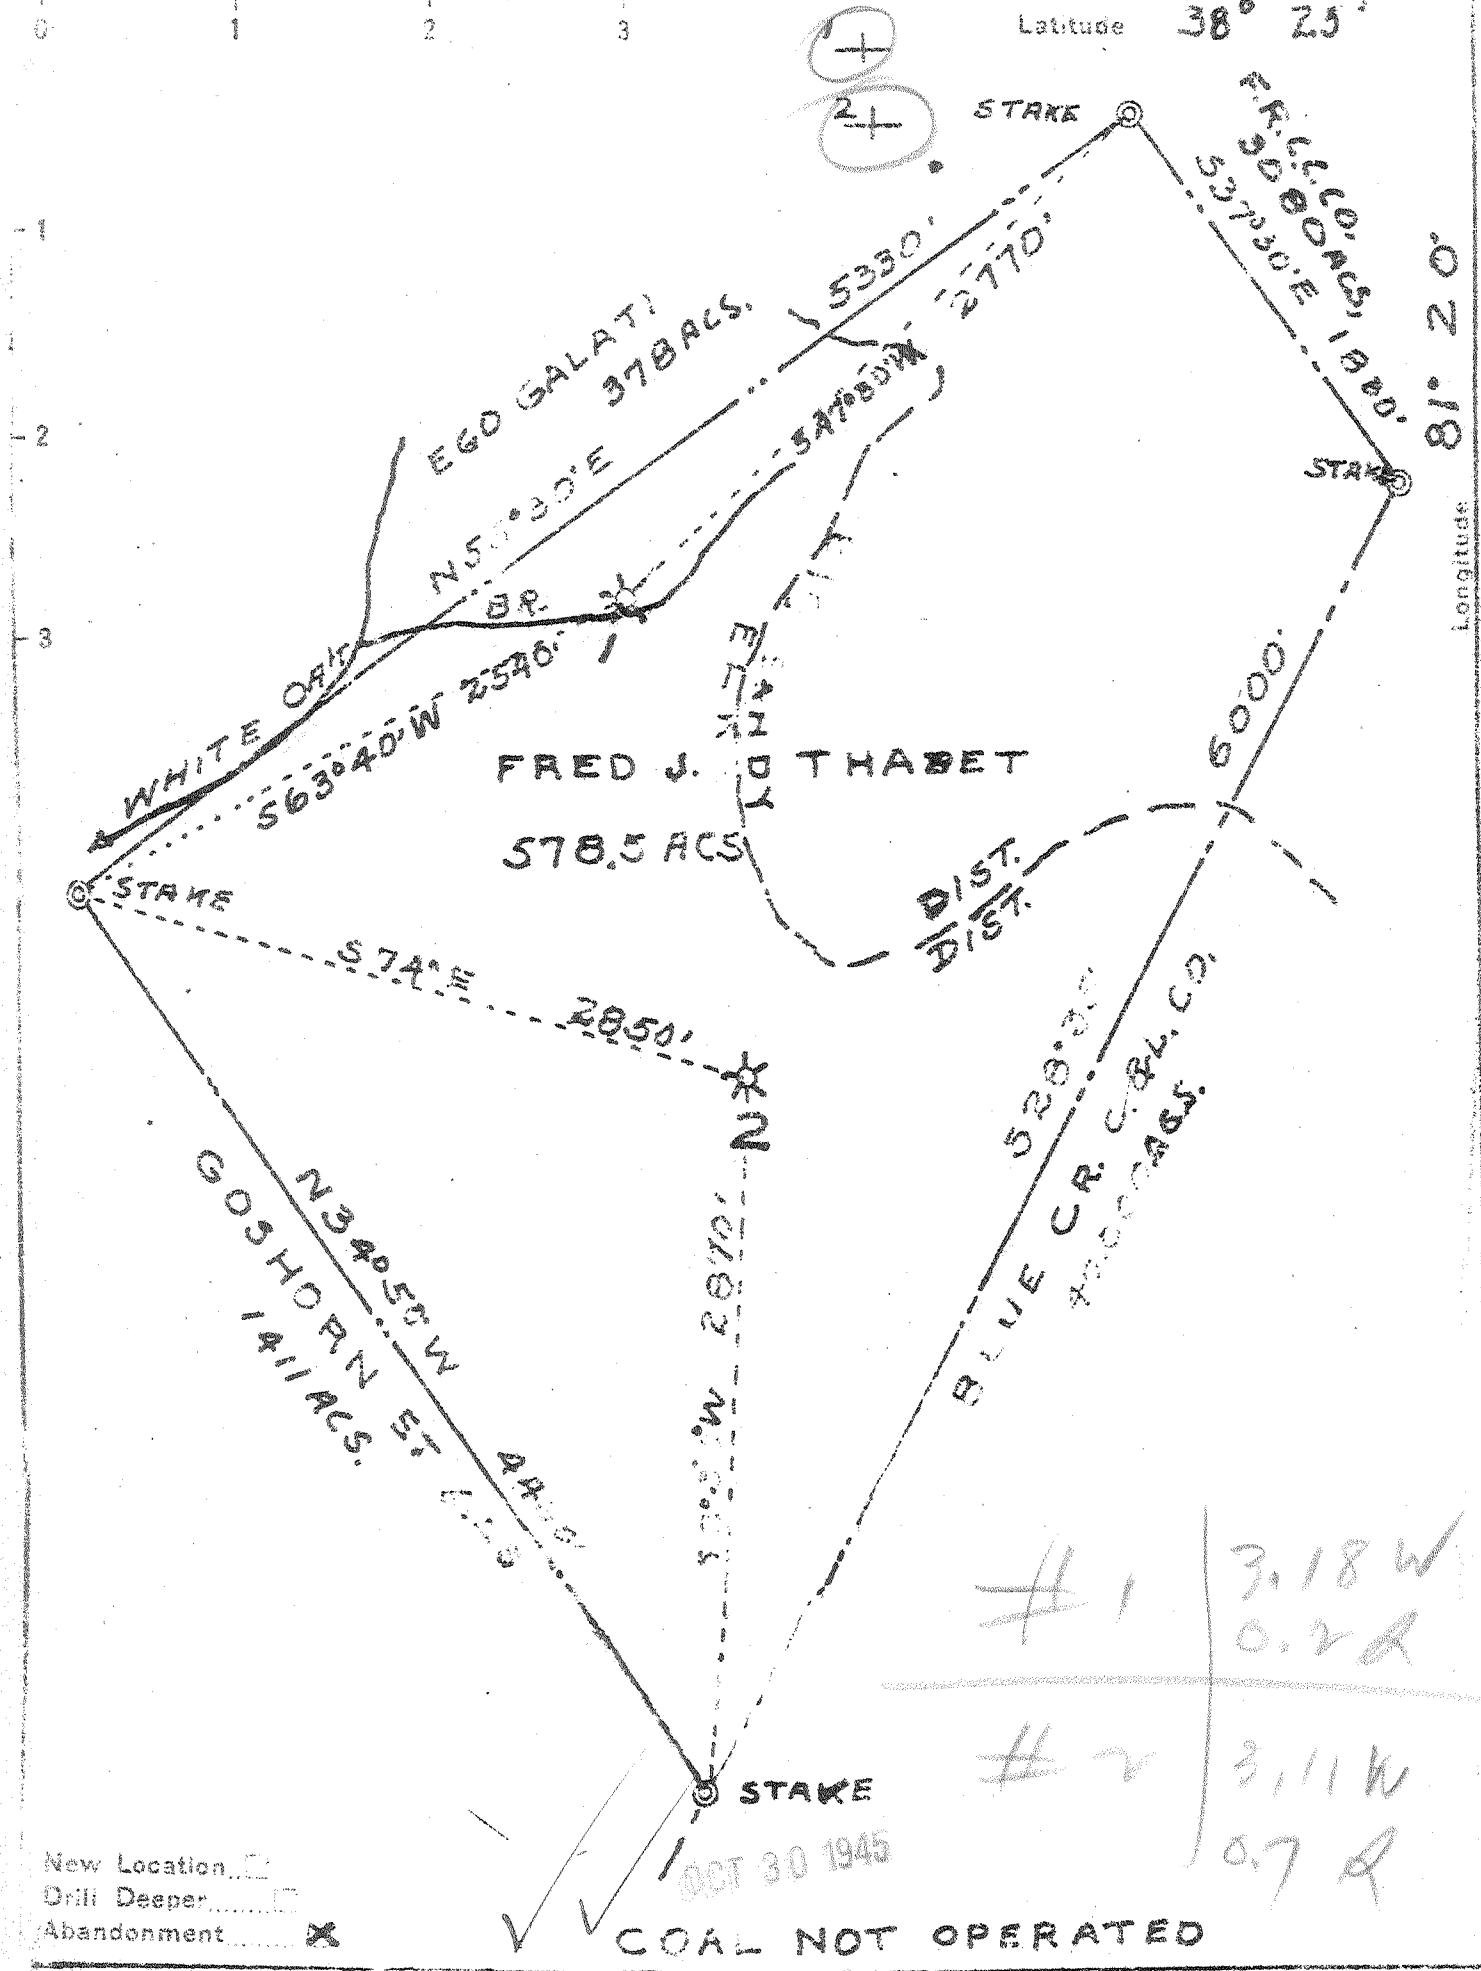 0 1 2 3
Latitude 38° 25'
1
2
STAKE
F.R.C.L.CO.
3080 ACS,
S37°30'E 1880'
81° 20'
Longitude
1
2
3
5330'
2770'
EGO GALATI
378 ACS.
STAKE
BR.
1
WHITE OAK
S63°40'W 2540'
ELK DIST.
SANDY
FRED J. THABET
578.5 ACS
6000'
STAKE
DIST.
DIST.
S74°E
2850'
2
BLUE CR. C.&L. CO.
GOSHORN
1411 ACS.
N34°50'W
2870'
STAKE
# 1 3.18 W
0.2 S
# 2 3.11 W
0.7 S
OCT 30 1945
New Location
Drill Deeper
Abandonment X
COAL NOT OPERATED